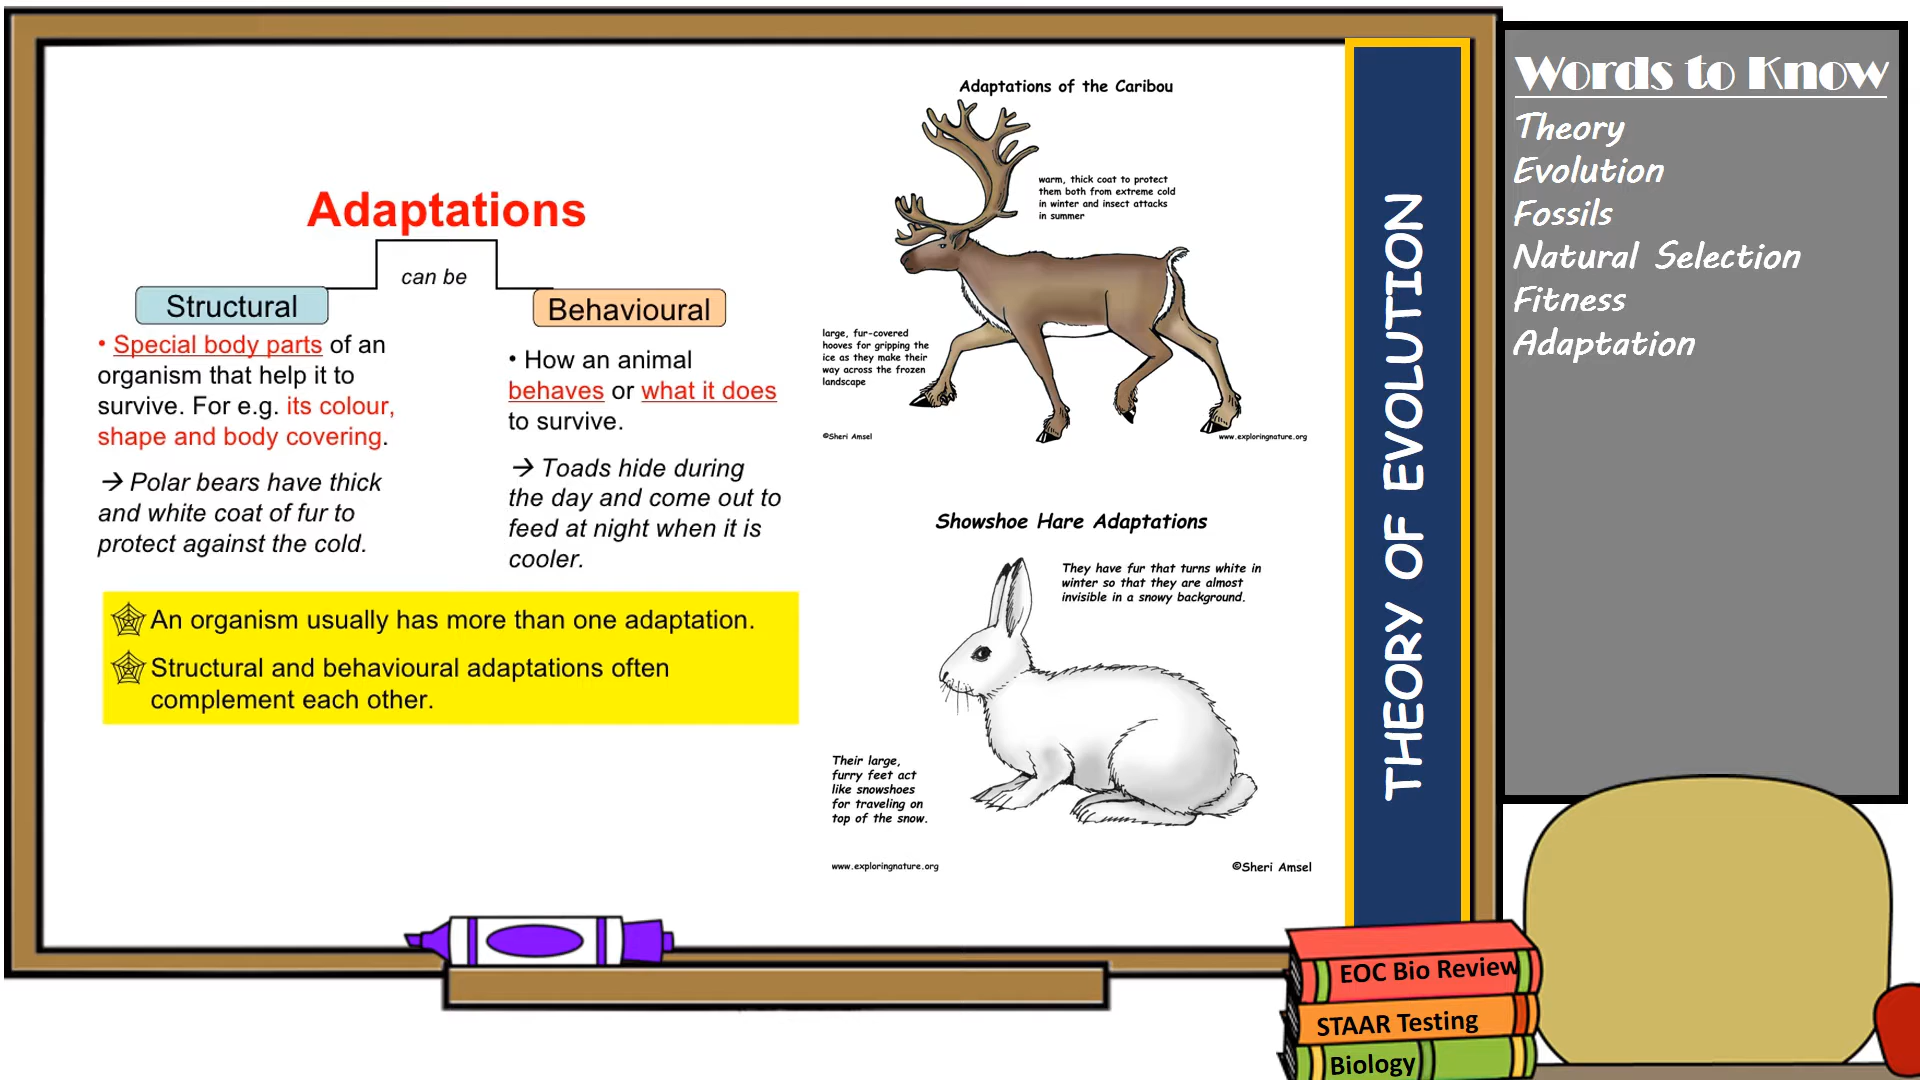 Adaptations
can be
Structural
• Special body parts of an
organism that help it to
survive. For e.g. its colour,
shape and body covering.
→ Polar bears have thick
and white coat of fur to
protect against the cold.
Behavioural
• How an animal
behaves or what it does
to survive.
→ Toads hide during
the day and come out to
feed at night when it is
cooler.
An organism usually has more than one adaptation.
Structural and behavioural adaptations often
complement each other.
Adaptations of the Caribou
warm, thick coat to protect
them both from extreme cold
in winter and insect attacks
in summer
large, fur-covered
hooves for gripping the
ice as they make their
way across the frozen
landscape
©Sheri Amsel
www.exploringnature.org
Showshoe Hare Adaptations
They have fur that turns white in
winter so that they are almost
invisible in a snowy background.
Their large,
furry feet act
like snowshoes
for traveling on
top of the snow.
www.exploringnature.org
©Sheri Amsel
THEORY OF EVOLUTION
Words to Know
Theory
Evolution
Fossils
Natural Selection
Fitness
Adaptation
EOC Bio Review
STAAR Testing
Biology